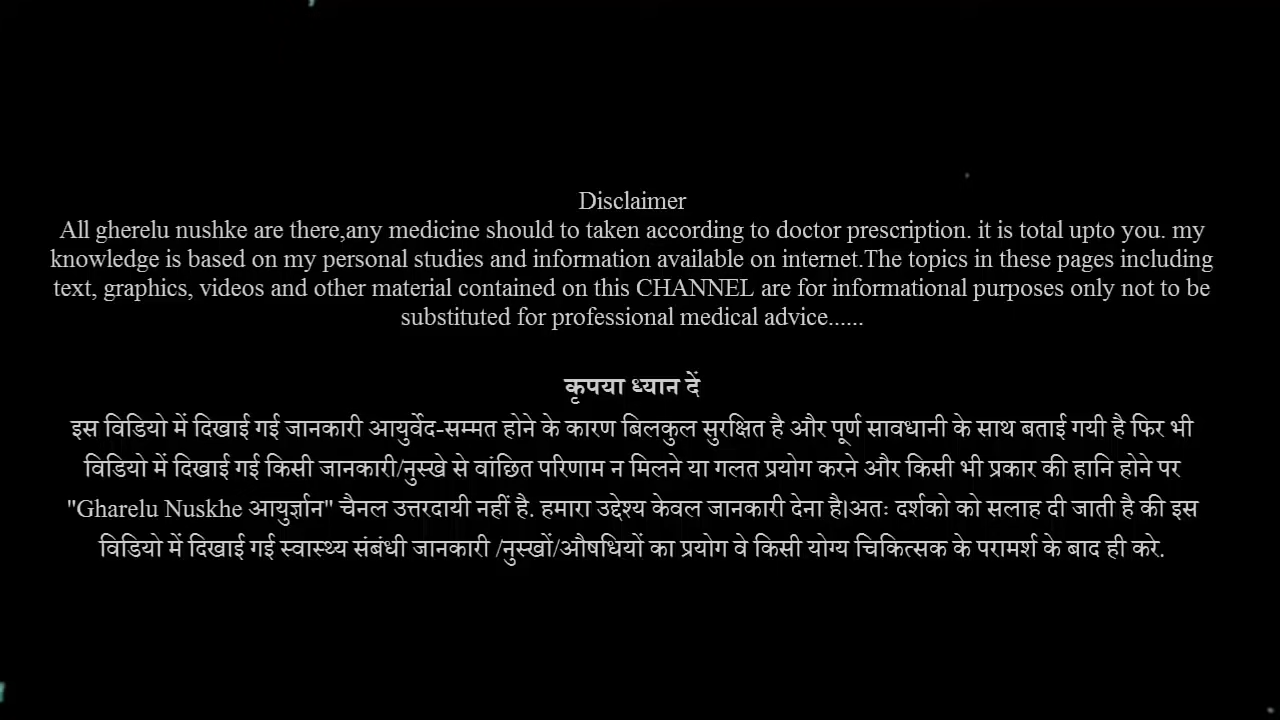 Disclaimer
All gherelu nushke are there,any medicine should to taken according to doctor prescription. it is total upto you. my
knowledge is based on my personal studies and information available on internet.The topics in these pages including
text, graphics, videos and other material contained on this CHANNEL are for informational purposes only not to be
substituted for professional medical advice......
कृपया ध्यान दें
इस विडियो में दिखाई गई जानकारी आयुर्वेद-सम्मत होने के कारण बिलकुल सुरक्षित है और पूर्ण सावधानी के साथ बताई गयी है फिर भी
विडियो में दिखाई गई किसी जानकारी/नुस्खे से वांछित परिणाम न मिलने या गलत प्रयोग करने और किसी भी प्रकार की हानि होने पर
"Gharelu Nuskhe आयुर्ज्ञान" चैनल उत्तरदायी नहीं है. हमारा उद्देश्य केवल जानकारी देना है।अतः दर्शको को सलाह दी जाती है की इस
विडियो में दिखाई गई स्वास्थ्य संबंधी जानकारी /नुस्खों/औषधियों का प्रयोग वे किसी योग्य चिकित्सक के परामर्श के बाद ही करे.